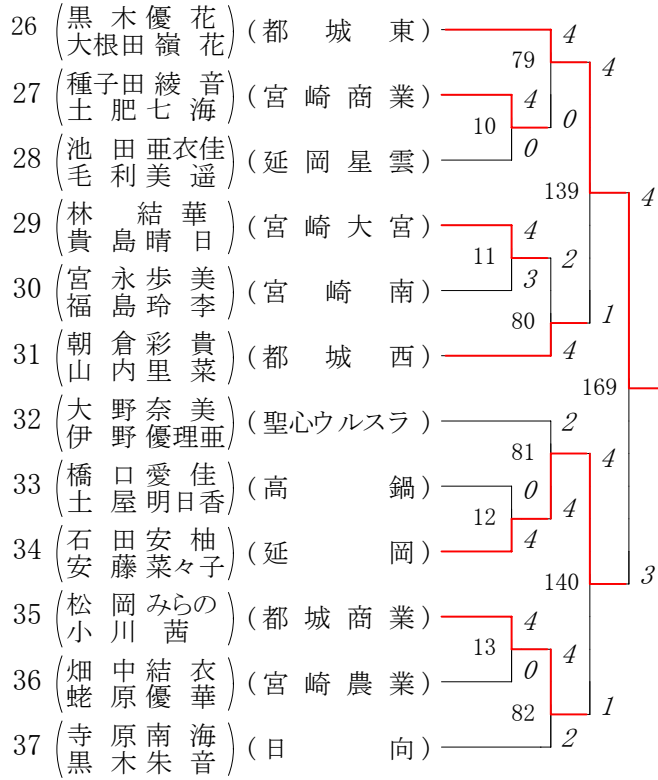 26 黒木優花 (都城東) 4
大根田嶺花
79 4
27 種子田綾音 (宮崎商業) 4 0
土肥七海
10
28 池田亜衣佳 (延岡星雲) 0
毛利美遥
139 4
29 林結華 (宮崎大宮) 4
貴島晴日
11 2
30 宮永歩美 (宮崎南) 3
福島玲李
80 1
31 朝倉彩貴 (都城西) 4
山内里菜
169
32 大野奈美 (聖心ウルスラ) 2
伊野優理亜
81 4
33 橋口愛佳 (高鍋) 0
土屋明日香
12 4
34 石田安柚 (延岡) 4
安藤菜々子
140 3
35 松岡みらの (都城商業) 4
小川茜
13 4
36 畑中結衣 (宮崎農業) 0
蛯原優華
82 1
37 寺原南海 (日向) 2
黒木朱音